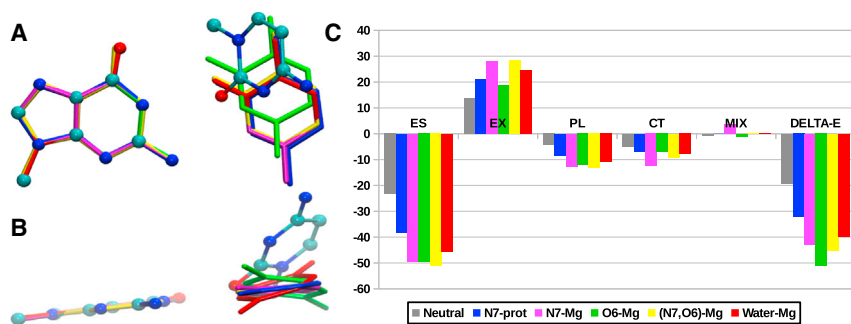 A
B
C
40
30
20
10
0
-10
-20
-30
-40
-50
-60
ES EX PL CT MIX DELTA-E
Neutral N7-prot N7-Mg O6-Mg (N7,O6)-Mg Water-Mg